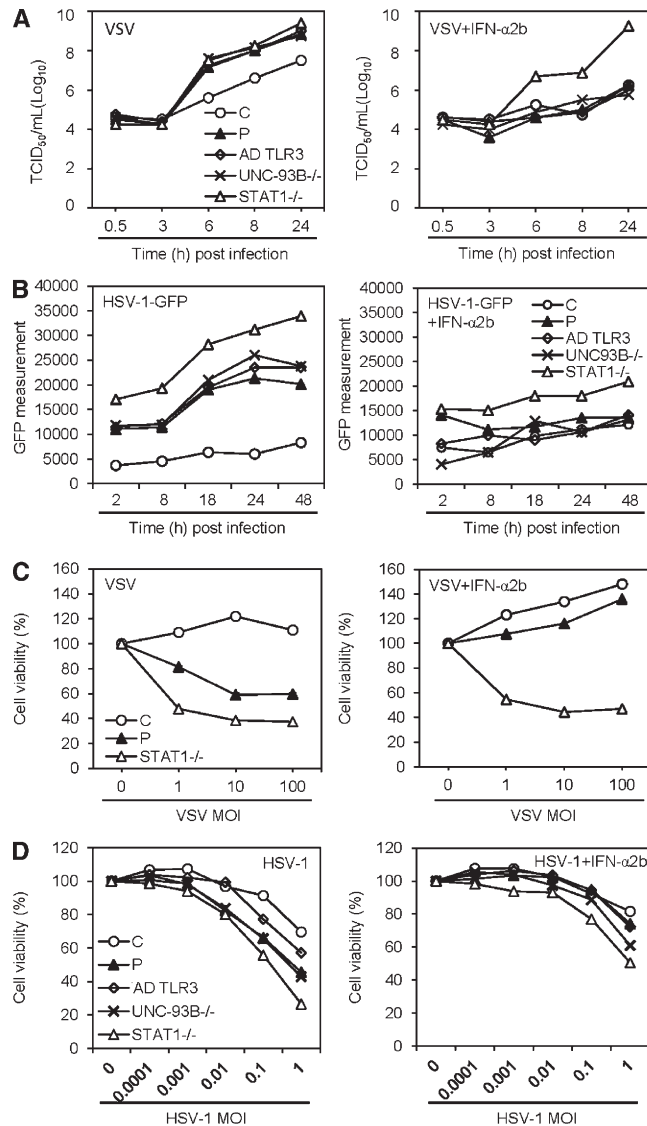 A
VSV
TCID50/mL(Log10)
10
8
6
4
2
0
C
P
AD TLR3
UNC-93B-/-
STAT1-/-
0.5 3 6 8 24
Time (h) post infection
VSV+IFN-α2b
TCID50/mL(Log10)
10
8
6
4
2
0
0.5 3 6 8 24
Time (h) post infection
B
HSV-1-GFP
GFP measurement
40000
35000
30000
25000
20000
15000
10000
5000
0
2 8 18 24 48
Time (h) post infection
HSV-1-GFP
+IFN-α2b
GFP measurement
40000
35000
30000
25000
20000
15000
10000
5000
0
C
P
AD TLR3
UNC93B-/-
STAT1-/-
2 8 18 24 48
Time (h) post infection
C
VSV
Cell viability (%)
160
140
120
100
80
60
40
20
0
C
P
STAT1-/-
0 1 10 100
VSV MOI
VSV+IFN-α2b
Cell viability (%)
160
140
120
100
80
60
40
20
0
0 1 10 100
VSV MOI
D
HSV-1
Cell viability (%)
120
100
80
60
40
20
0
C
P
AD TLR3
UNC-93B-/-
STAT1-/-
0 0.0001 0.001 0.01 0.1 1
HSV-1 MOI
HSV-1+IFN-α2b
Cell viability (%)
120
100
80
60
40
20
0
0 0.0001 0.001 0.01 0.1 1
HSV-1 MOI